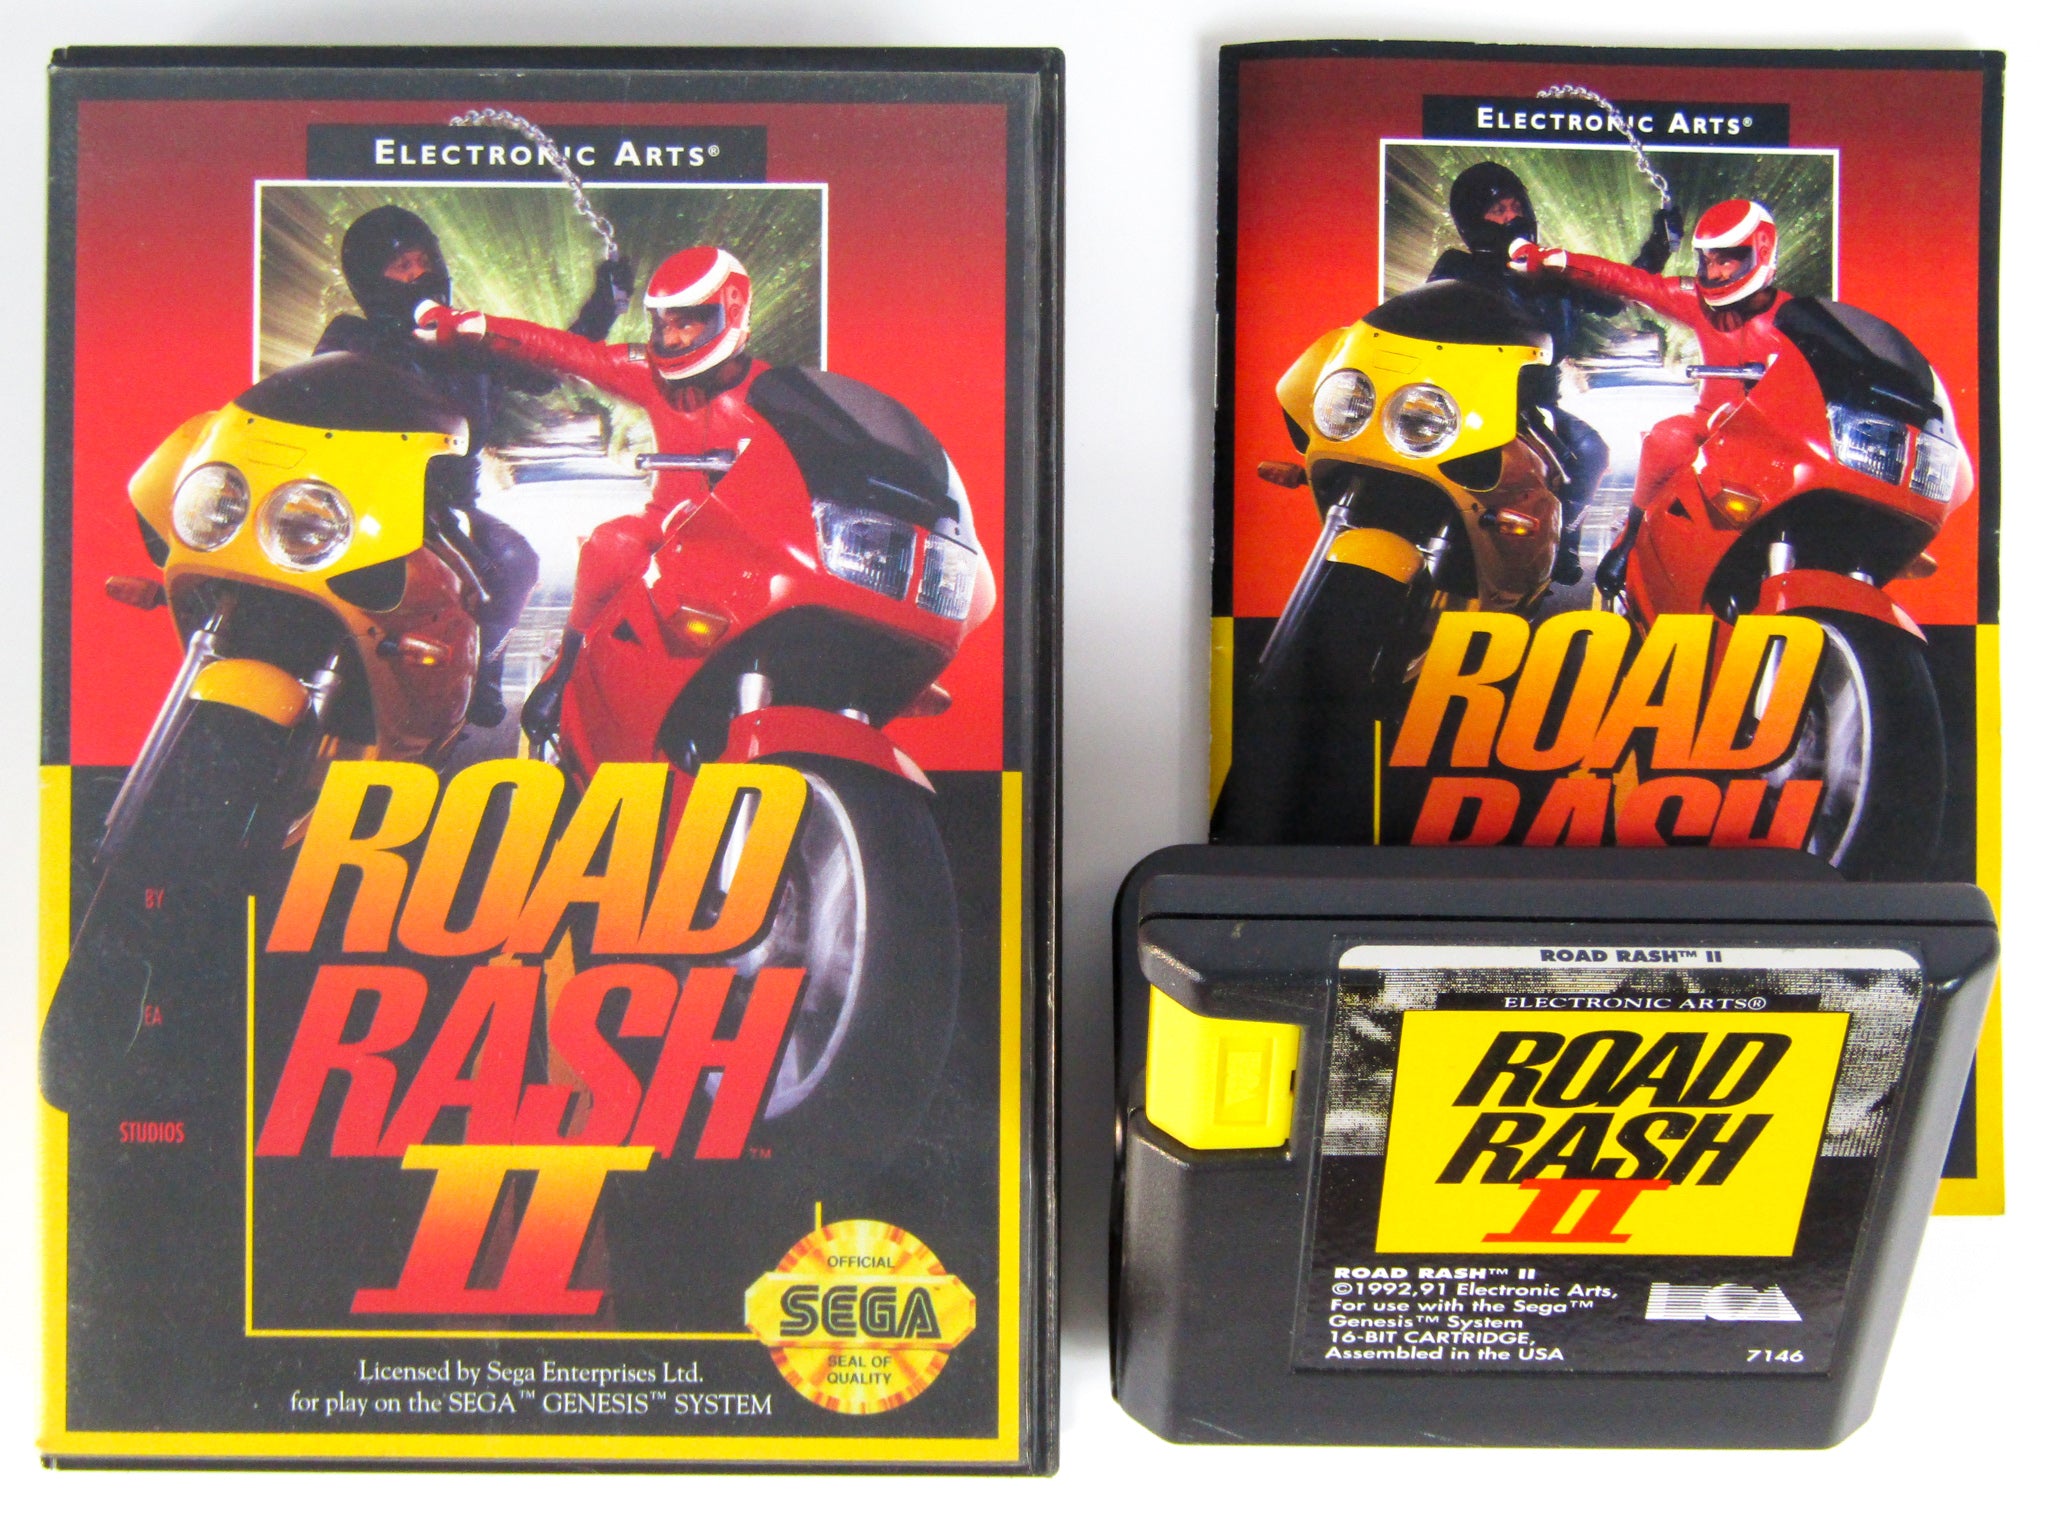 ELECTRONIC ARTS®
BY
EA
STUDIOS
ROAD
RASH™
II
OFFICIAL
SEGA
SEAL OF
QUALITY
Licensed by Sega Enterprises Ltd.
for play on the SEGA™ GENESIS™ SYSTEM
ELECTRONIC ARTS®
ROAD
RASH
ROAD RASH™ II
ELECTRONIC ARTS®
ROAD
RASH
II
ROAD RASH™ II
©1992,91 Electronic Arts,
For use with the Sega™
Genesis™ System
16-BIT CARTRIDGE,
Assembled in the USA
EA
7146